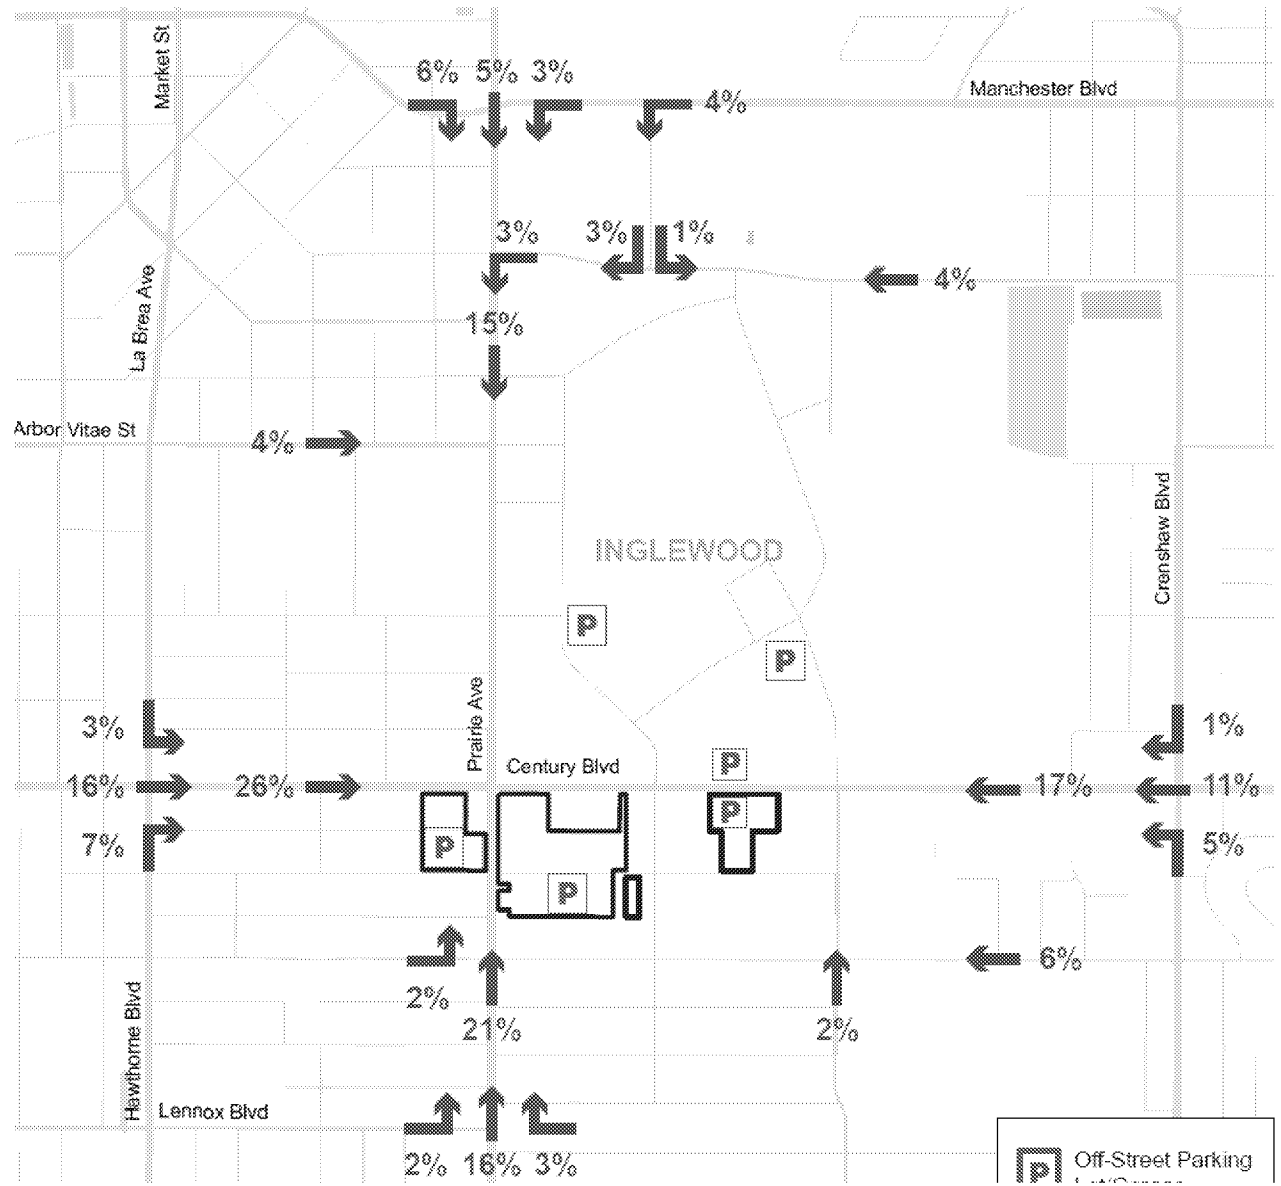 Market St
6% 5% 3%
4%
Manchester Blvd
3%
3% 1%
4%
La Brea Ave
15%
Arbor Vitae St
4%
Crenshaw Blvd
INGLEWOOD
P
P
Prairie Ave
3%
1%
P
Century Blvd
16% 26%
17% 11%
P
7%
P
5%
P
2%
6%
21%
2%
Hawthorne Blvd
Lennox Blvd
2% 16% 3%
P Off-Street Parking